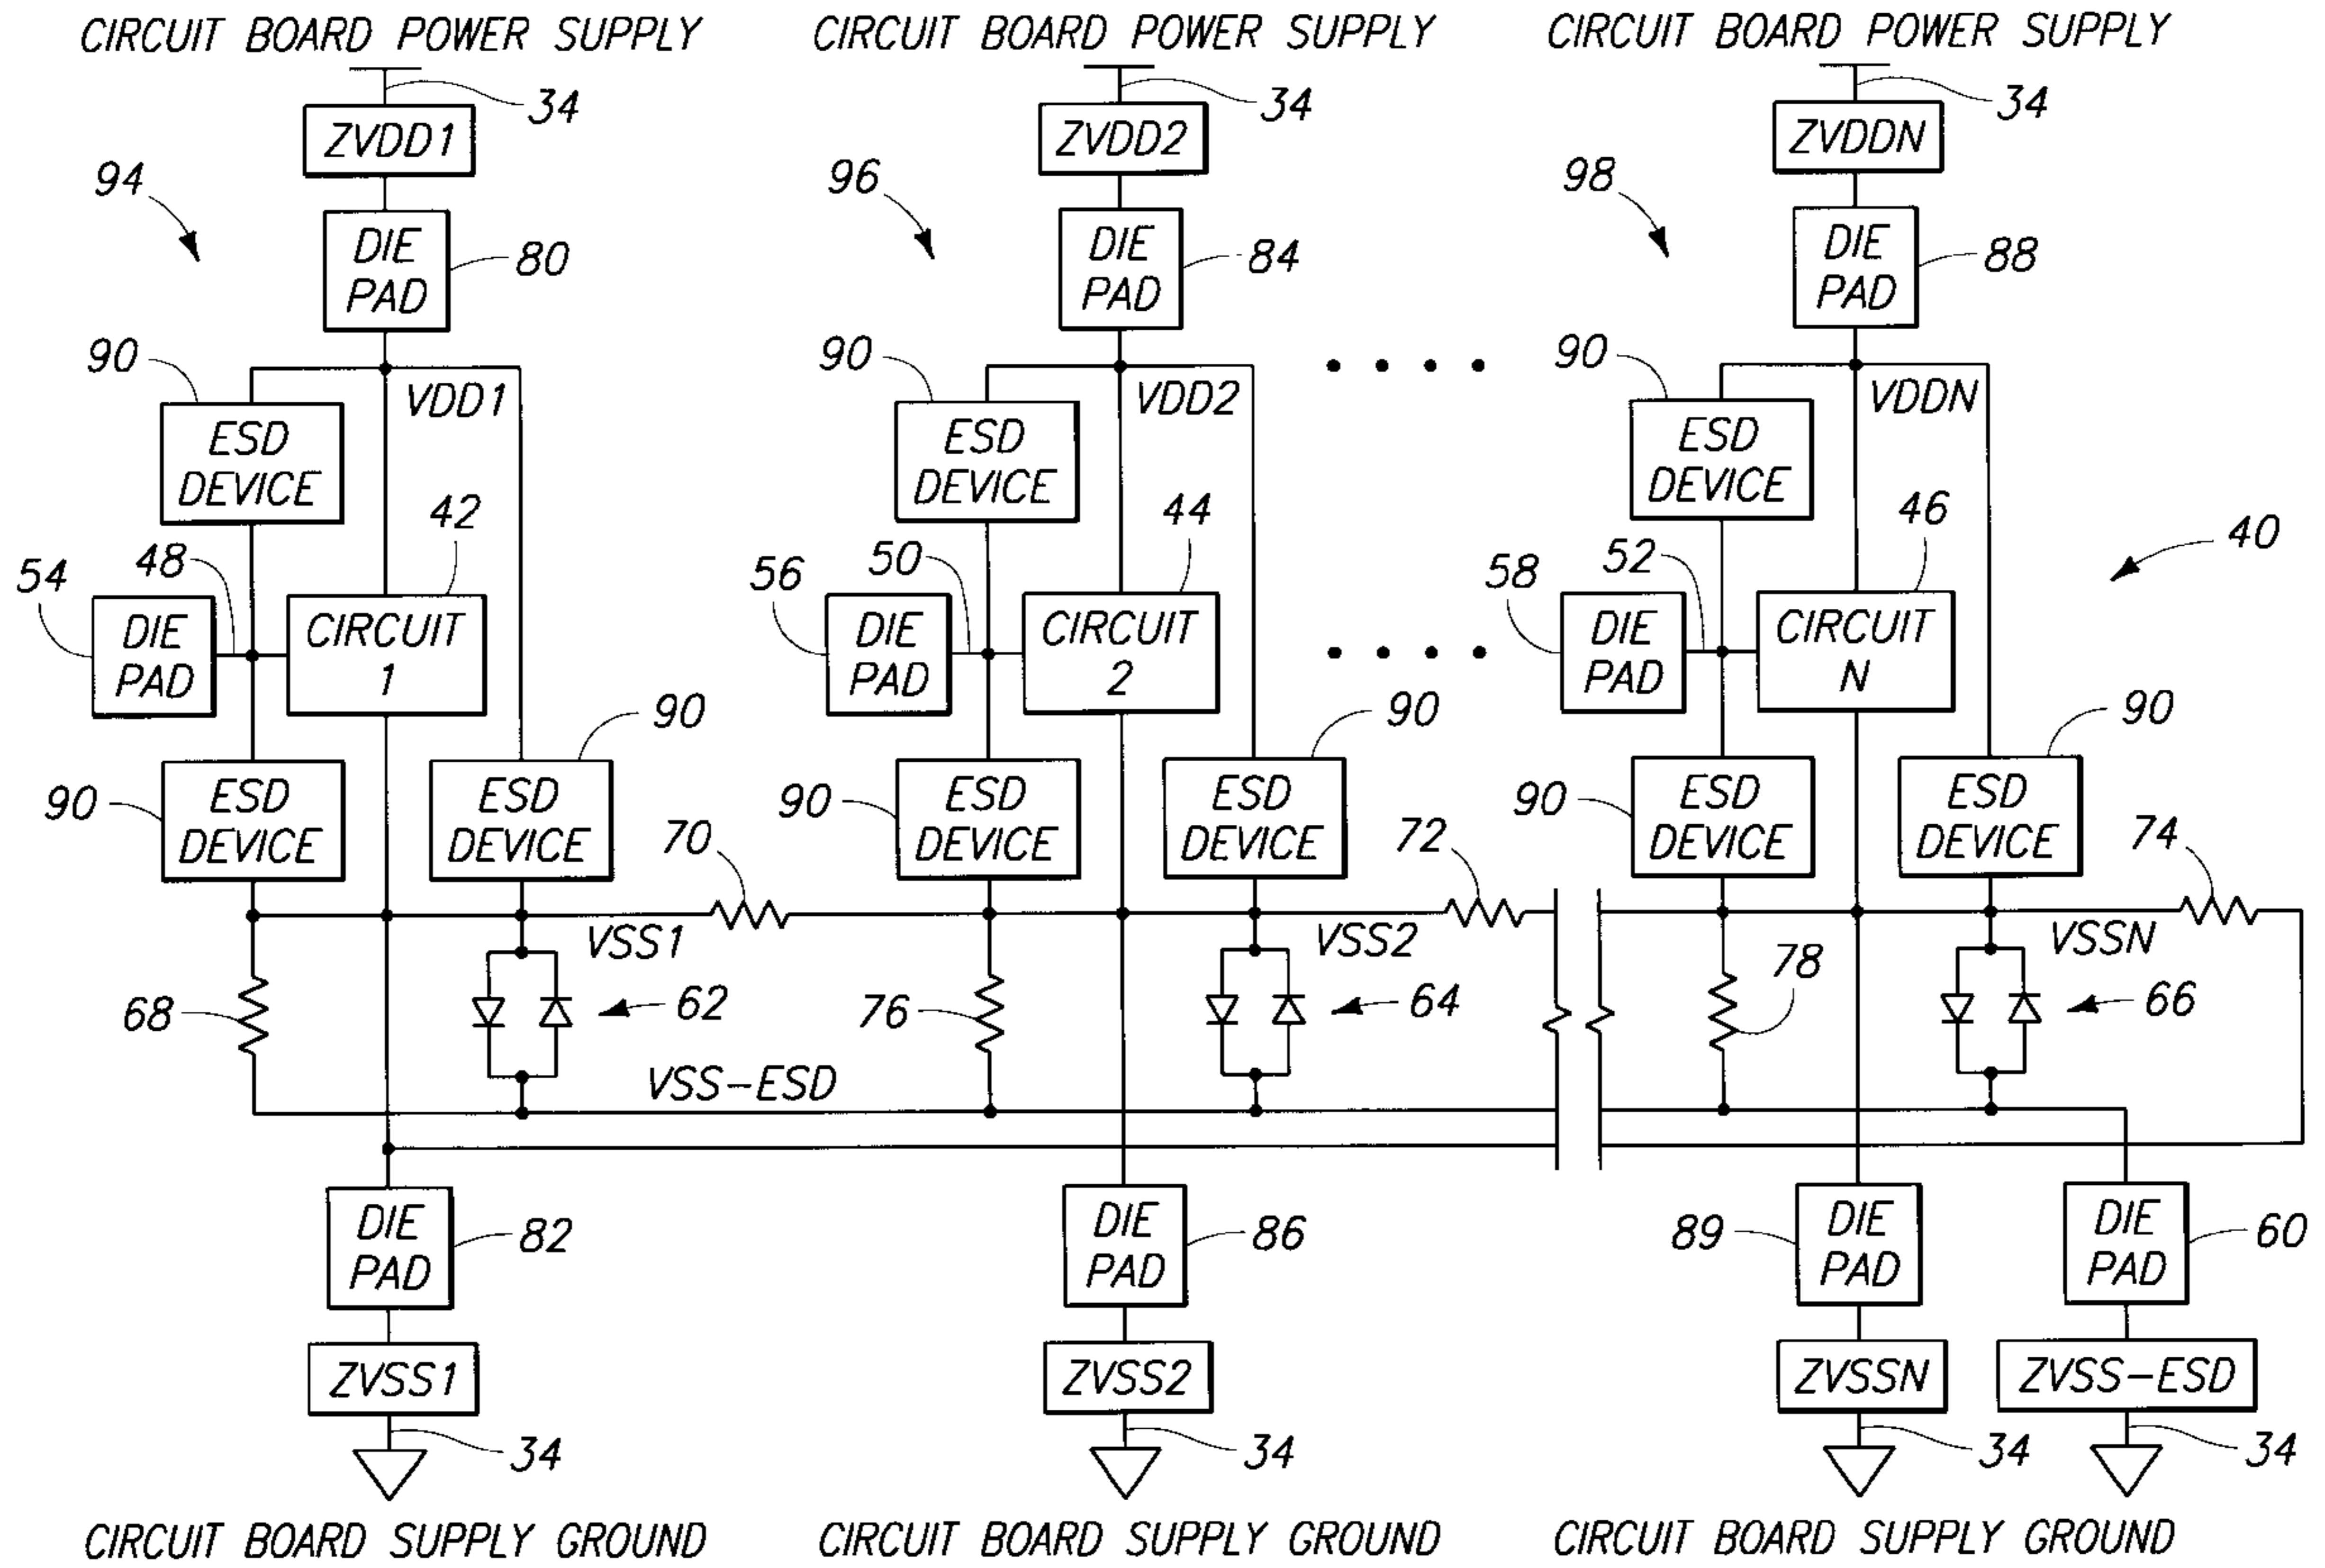 CIRCUIT BOARD POWER SUPPLY
CIRCUIT BOARD POWER SUPPLY
CIRCUIT BOARD POWER SUPPLY
34
34
34
ZVDD1
ZVDD2
ZVDDN
94
96
98
DIE
PAD
80
DIE
PAD
84
DIE
PAD
88
90
90
90
VDD1
VDD2
VDDN
ESD
DEVICE
ESD
DEVICE
ESD
DEVICE
42
44
46
40
54
48
56
50
58
52
DIE
PAD
CIRCUIT
1
DIE
PAD
CIRCUIT
2
DIE
PAD
CIRCUIT
N
90
90
90
90
ESD
DEVICE
ESD
DEVICE
70
90
ESD
DEVICE
ESD
DEVICE
72
90
ESD
DEVICE
ESD
DEVICE
74
VSS1
VSS2
VSSN
68
62
76
64
78
66
VSS-ESD
DIE
PAD
82
DIE
PAD
86
89
DIE
PAD
DIE
PAD
60
ZVSS1
ZVSS2
ZVSSN
ZVSS-ESD
34
34
34
34
CIRCUIT BOARD SUPPLY GROUND
CIRCUIT BOARD SUPPLY GROUND
CIRCUIT BOARD SUPPLY GROUND